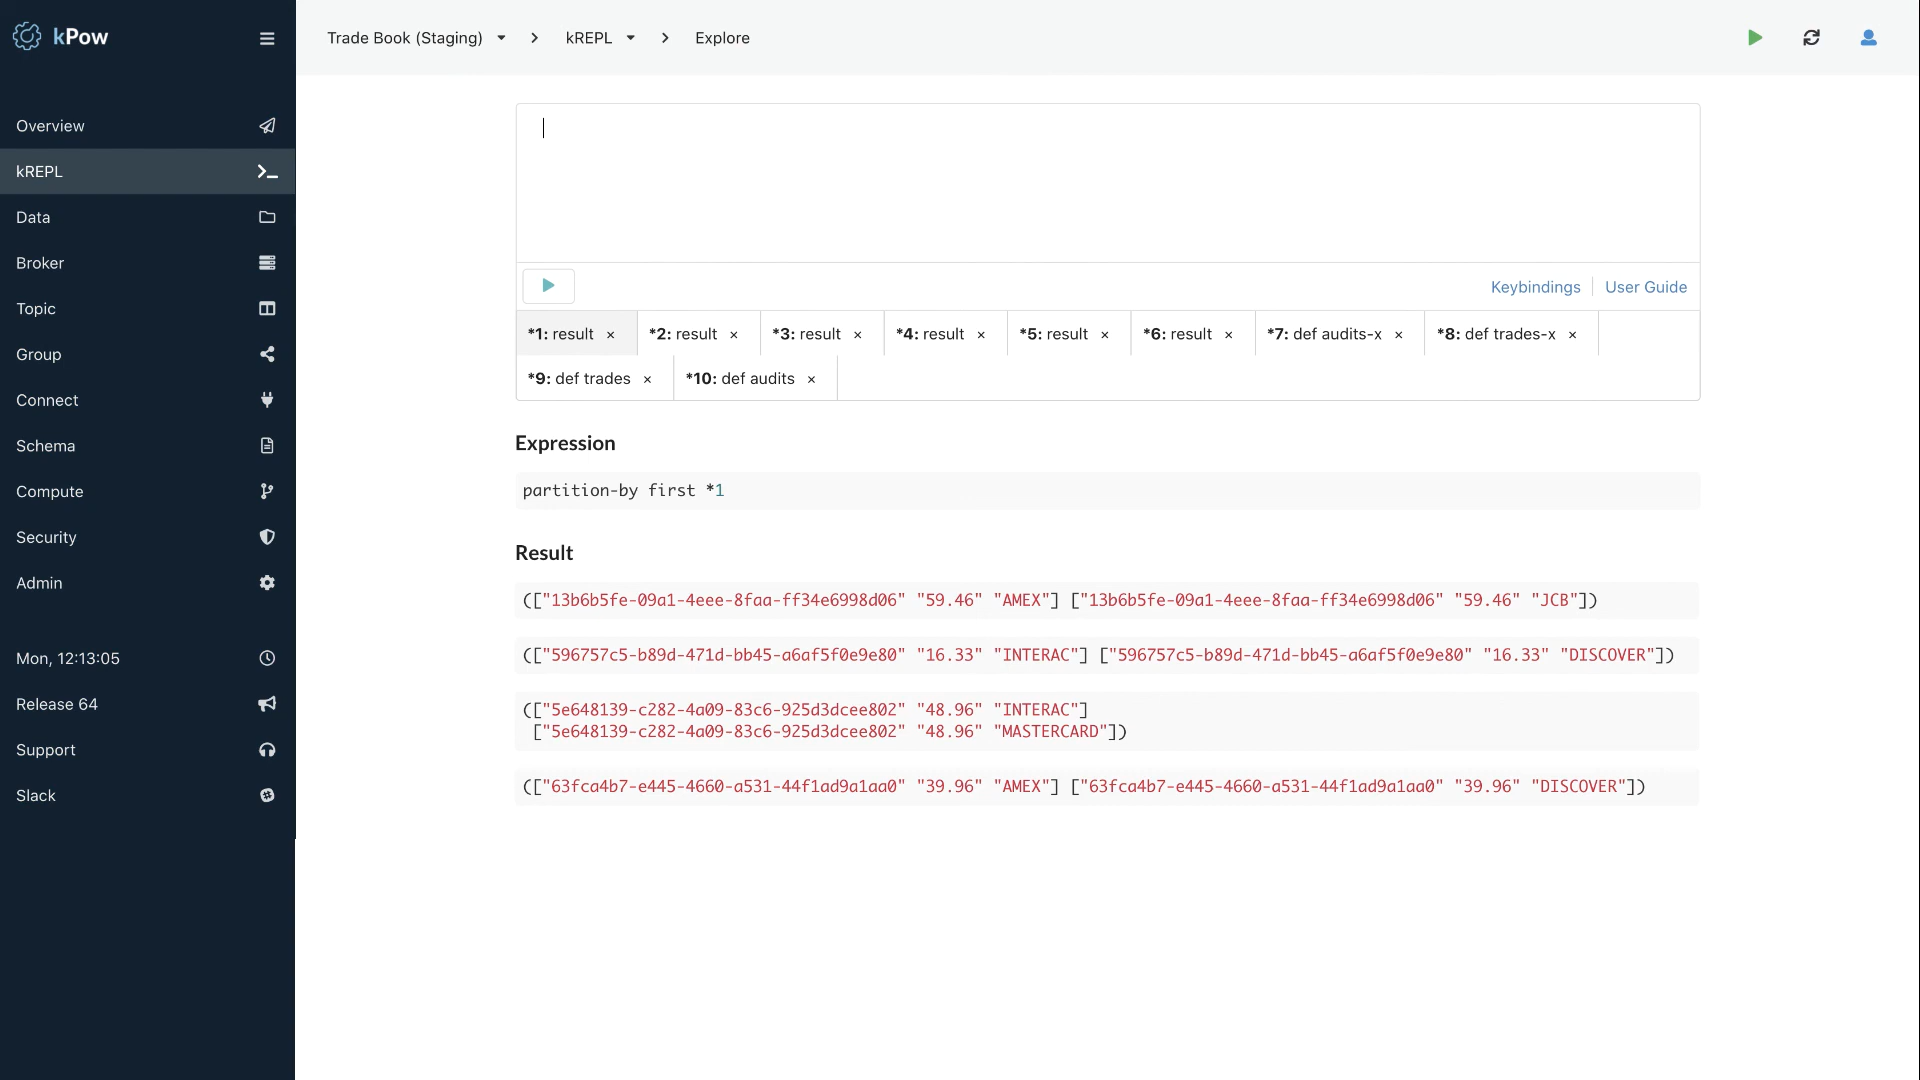 kPow
Trade Book (Staging) kREPL Explore
Overview
kREPL
Data
Broker
Topic
Group
Connect
Schema
Compute
Security
Admin
Mon, 12:13:05
Release 64
Support
Slack
Keybindings User Guide
*1: result × *2: result × *3: result × *4: result × *5: result × *6: result × *7: def audits-x × *8: def trades-x ×
*9: def trades × *10: def audits ×
Expression
partition-by first *1
Result
(["13b6b5fe-09a1-4eee-8faa-ff34e6998d06" "59.46" "AMEX"] ["13b6b5fe-09a1-4eee-8faa-ff34e6998d06" "59.46" "JCB"])
(["596757c5-b89d-471d-bb45-a6af5f0e9e80" "16.33" "INTERAC"] ["596757c5-b89d-471d-bb45-a6af5f0e9e80" "16.33" "DISCOVER"])
(["5e648139-c282-4a09-83c6-925d3dcee802" "48.96" "INTERAC"]
["5e648139-c282-4a09-83c6-925d3dcee802" "48.96" "MASTERCARD"])
(["63fca4b7-e445-4660-a531-44f1ad9a1aa0" "39.96" "AMEX"] ["63fca4b7-e445-4660-a531-44f1ad9a1aa0" "39.96" "DISCOVER"])